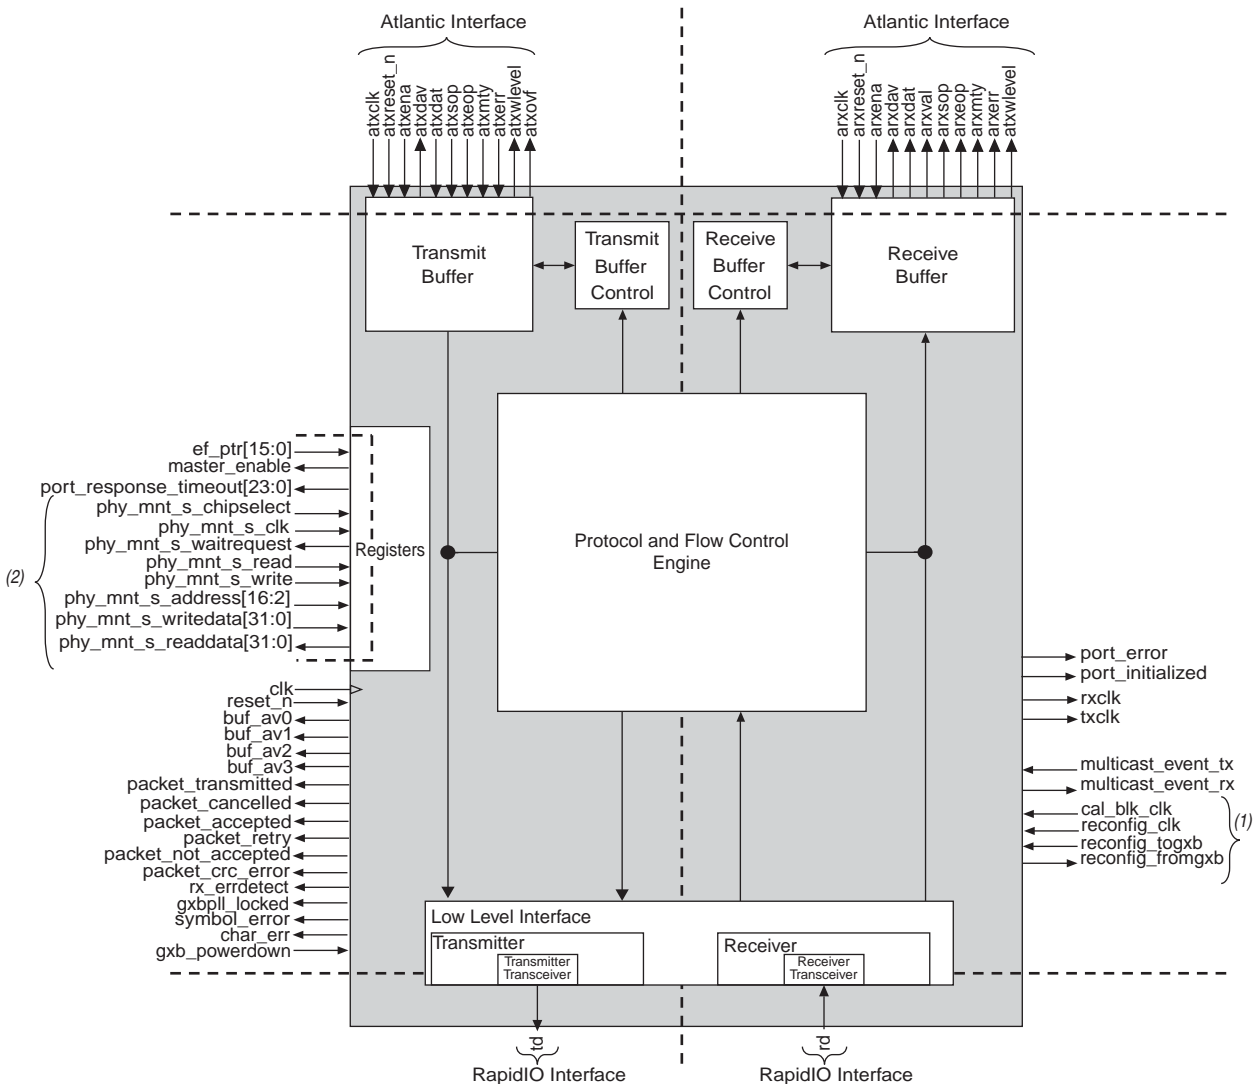 Atlantic Interface
Atlantic Interface
atxclk
atxreset_n
atxena
atxdav
atxdat
atxsop
atxeop
atxmty
atxerr
atxwlevel
atxovf
arxclk
arxreset_n
arxena
arxdav
arxdat
arxval
arxsop
arxeop
arxmty
arxerr
atxwlevel
Transmit
Buffer
Transmit
Buffer
Control
Receive
Buffer
Control
Receive
Buffer
ef_ptr[15:0]
master_enable
port_response_timeout[23:0]
phy_mnt_s_chipselect
phy_mnt_s_clk
phy_mnt_s_waitrequest
phy_mnt_s_read
phy_mnt_s_write
phy_mnt_s_address[16:2]
phy_mnt_s_writedata[31:0]
phy_mnt_s_readdata[31:0]
(2)
Registers
Protocol and Flow Control
Engine
clk
reset_n
buf_av0
buf_av1
buf_av2
buf_av3
packet_transmitted
packet_cancelled
packet_accepted
packet_retry
packet_not_accepted
packet_crc_error
rx_errdetect
gxbpll_locked
symbol_error
char_err
gxb_powerdown
port_error
port_initialized
rxclk
txclk
multicast_event_tx
multicast_event_rx
cal_blk_clk
reconfig_clk
reconfig_togxb
reconfig_fromgxb
(1)
Low Level Interface
Transmitter
Transmitter
Transceiver
Receiver
Receiver
Transceiver
td
rd
RapidIO Interface
RapidIO Interface